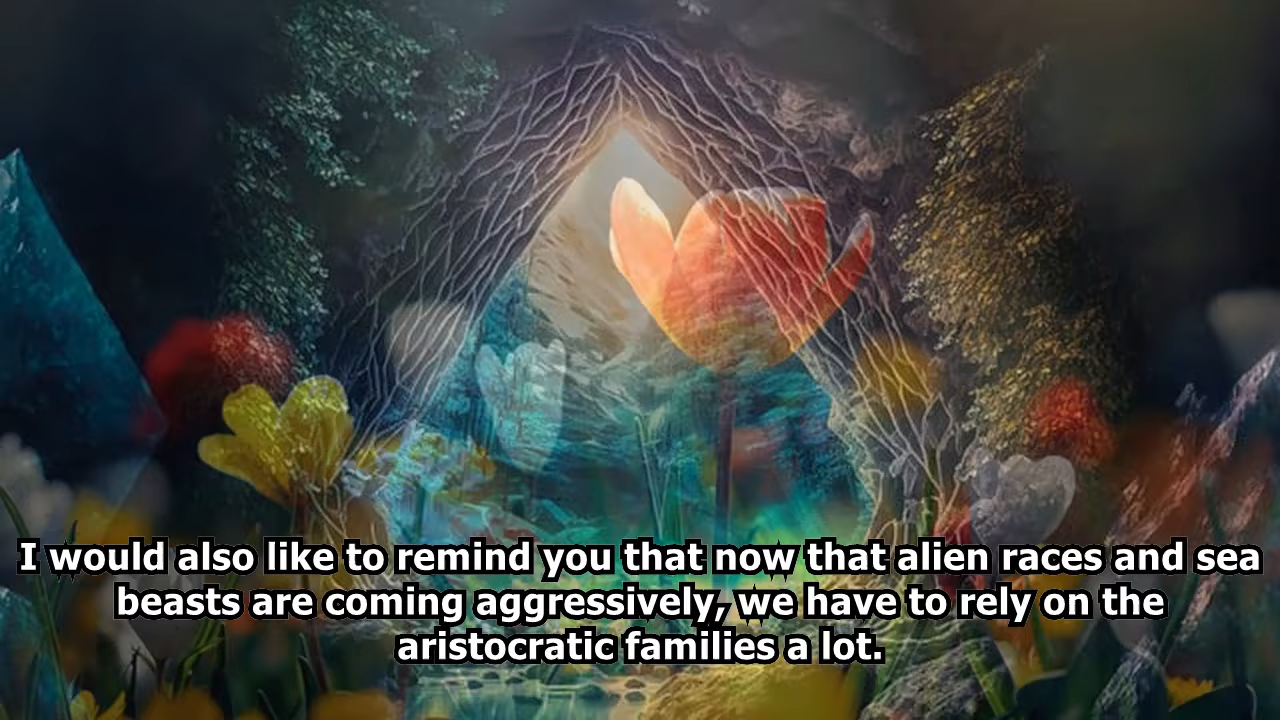 I would also like to remind you that now that alien races and sea
beasts are coming aggressively, we have to rely on the
aristocratic families a lot.